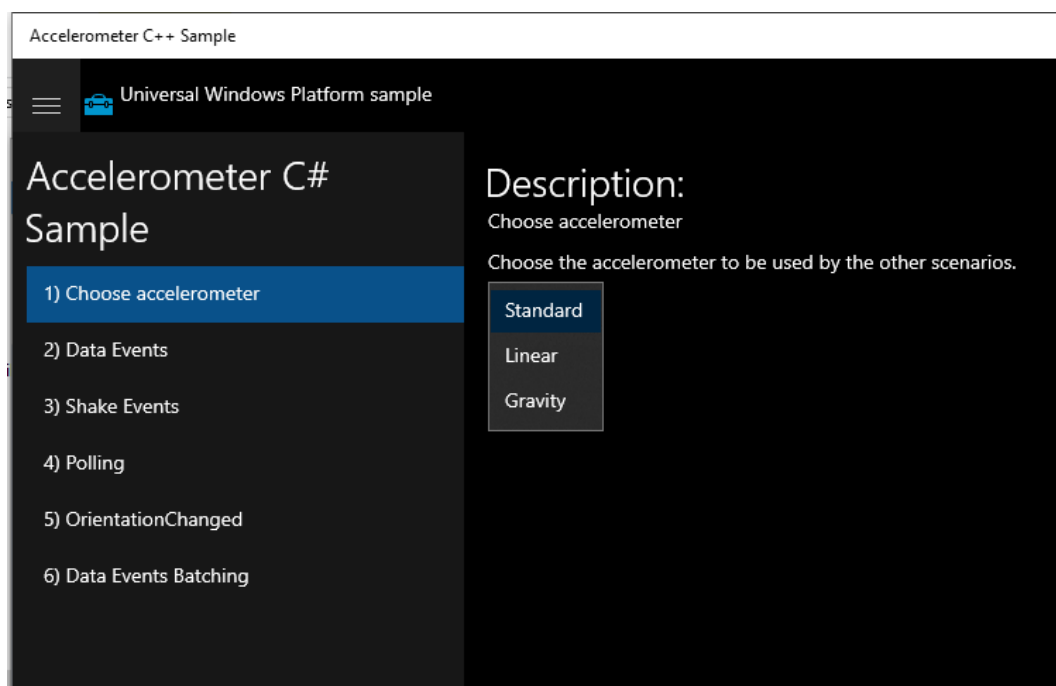 Accelerometer C++ Sample
Universal Windows Platform sample
Accelerometer C#
Sample
1) Choose accelerometer
2) Data Events
3) Shake Events
4) Polling
5) OrientationChanged
6) Data Events Batching
Description:
Choose accelerometer
Choose the accelerometer to be used by the other scenarios.
Standard
Linear
Gravity